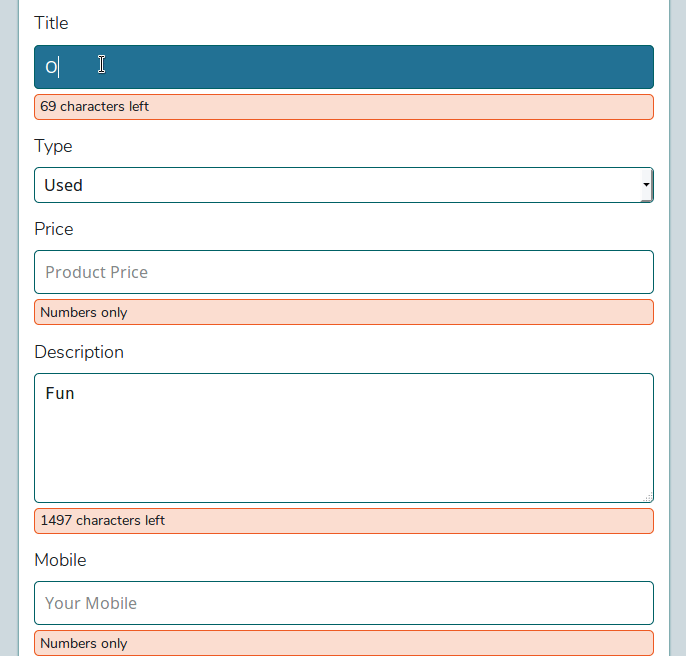 Title
O
69 characters left
Type
Used
Price
Product Price
Numbers only
Description
Fun
1497 characters left
Mobile
Your Mobile
Numbers only